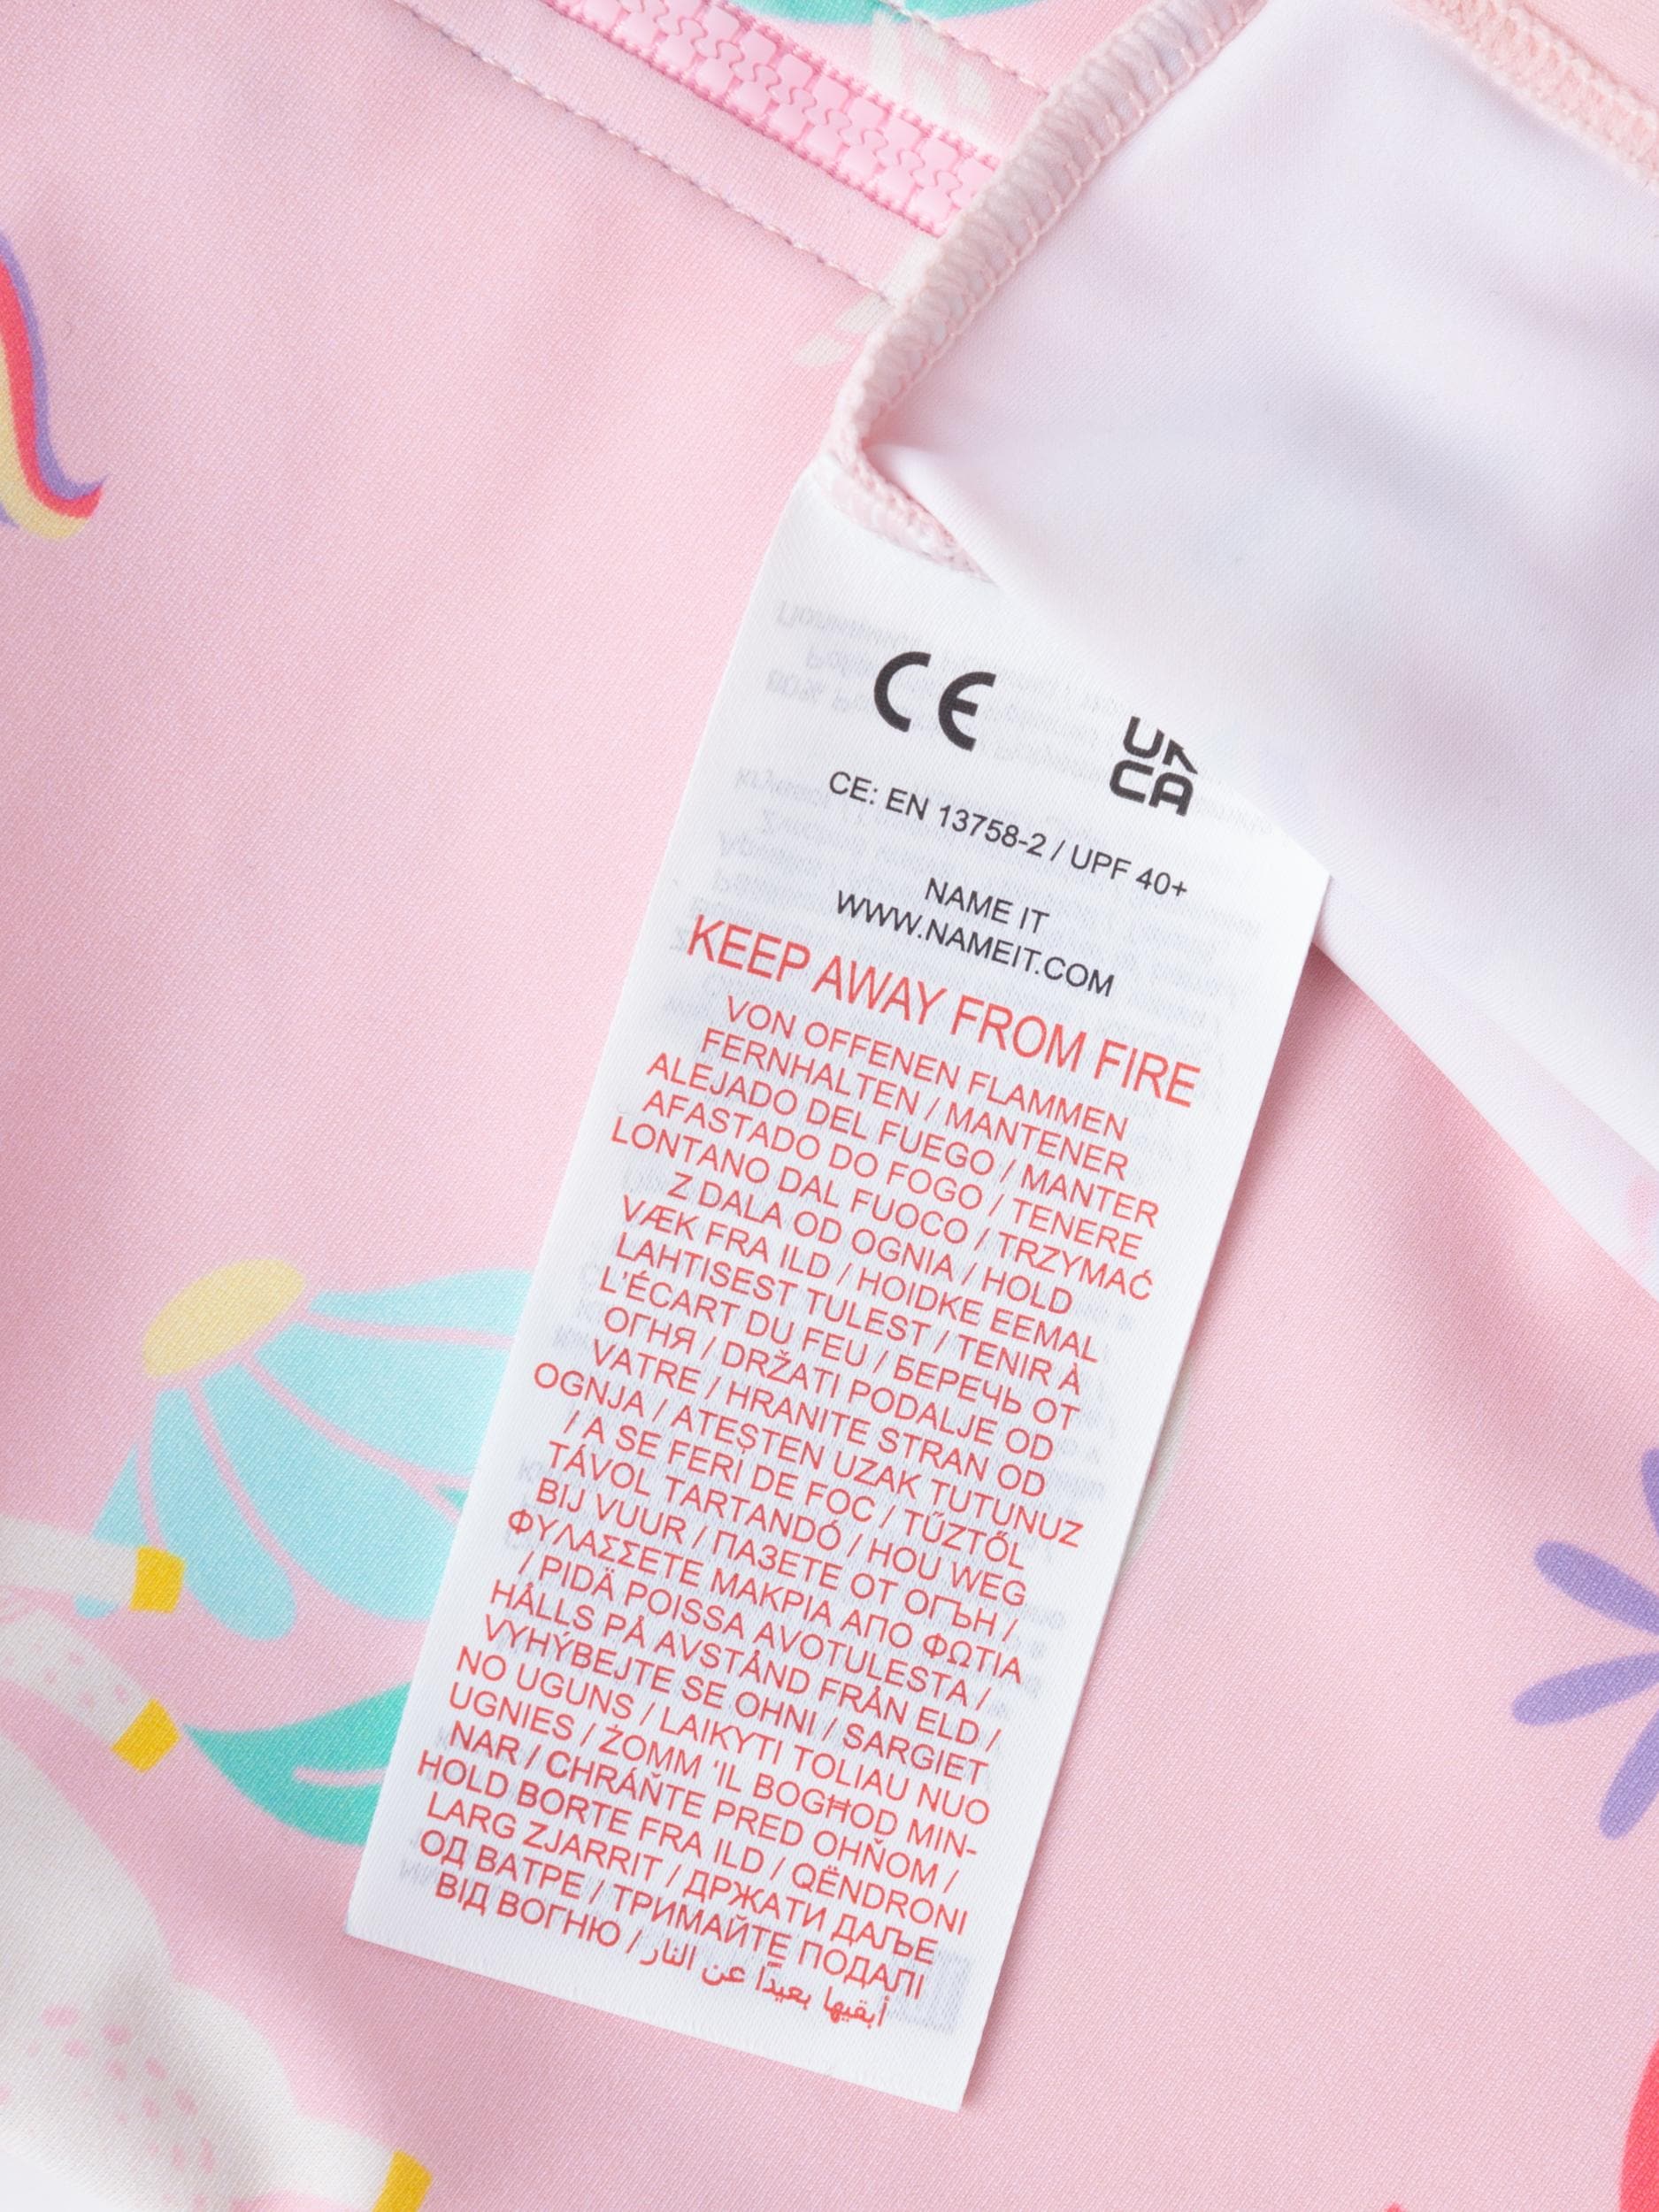 CE
UK
CA
CE: EN 13758-2 / UPF 40+
NAME IT
WWW.NAMEIT.COM
KEEP AWAY FROM FIRE
VON OFFENEN FLAMMEN
FERNHALTEN / MANTENER
ALEJADO DEL FUEGO / MANTER
AFASTADO DO FOGO / TENERE
LONTANO DAL FUOCO / TRZYMAĆ
Z DALA OD OGNIA / HOLD
VÆK FRA ILD / HOIDKE EEMAL
LAHTISEST TULEST / TENIR À
L'ÉCART DU FEU / БЕРЕЧЬ ОТ
ОГНЯ / DRŽATI PODALJE OD
VATRE / HRANITE STRAN OD
OGNJA / ATEŞTEN UZAK TUTUNUZ
/ A SE FERI DE FOC / TŰZTŐL
TÁVOL TARTANDÓ / HOU WEG
BIJ VUUR / ПАЗЕТЕ ОТ ОГЪН /
ΦΥΛΑΣΣΕΤΕ ΜΑΚΡΙΑ ΑΠΟ ΦΩΤΙΑ
/ PIDÄ POISSA AVOTULESTA /
HÅLLS PÅ AVSTÅND FRÅN ELD /
VYHÝBEJTE SE OHNI / SARGIET
NO UGUNS / LAIKYTI TOLIAU NUO
UGNIES / ŻOMM 'IL BOGĦOD MIN-
NAR / CHRÁŇTE PRED OHŇOM /
HOLD BORTE FRA ILD / QËNDRONI
LARG ZJARRIT / ДРЖАТИ ДАЉЕ
ОД ВАТРЕ / ТРИМАЙТЕ ПОДАЛІ
ВІД ВОГНЮ / أبقيها بعيدًا عن النار